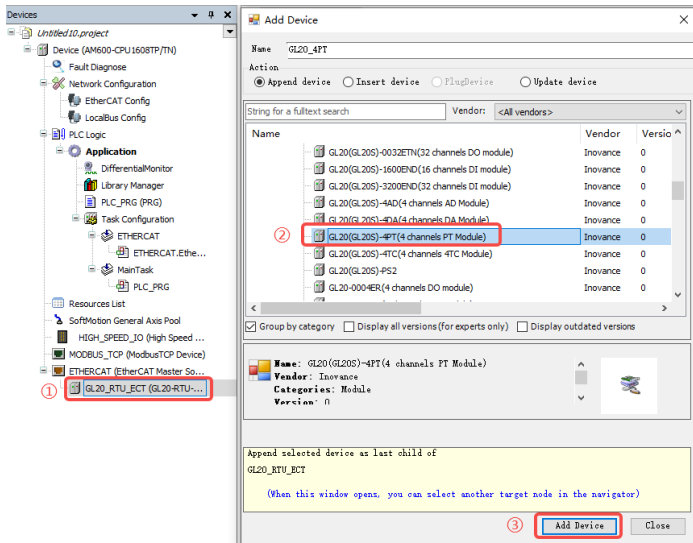 Devices
Untitled10.project
Device (AM600-CPU1608TP/TN)
Fault Diagnose
Network Configuration
EtherCAT Config
LocalBus Config
PLC Logic
Application
DifferentialMonitor
Library Manager
PLC_PRG (PRG)
Task Configuration
ETHERCAT
ETHERCAT.Ethe...
MainTask
PLC_PRG
Resources List
SoftMotion General Axis Pool
HIGH_SPEED_IO (High Speed ...
MODBUS_TCP (ModbusTCP Device)
ETHERCAT (EtherCAT Master So...
① GL20_RTU_ECT (GL20-RTU-...
Add Device
Name GL20_4PT
Action
Append device Insert device PlugDevice Update device
String for a fulltext search Vendor: <All vendors>
Name Vendor Versio
GL20(GL20S)-0032ETN(32 channels DO module) Inovance 0
GL20(GL20S)-1600END(16 channels DI module) Inovance 0
GL20(GL20S)-3200END(32 channels DI module) Inovance 0
GL20(GL20S)-4AD(4 channels AD Module) Inovance 0
GL20(GL20S)-4DA(4 channels DA Module) Inovance 0
② GL20(GL20S)-4PT(4 channels PT Module) Inovance 0
GL20(GL20S)-4TC(4 channels 4TC Module) Inovance 0
GL20(GL20S)-PS2 Inovance 0
GL20-0004ER(4 channels DO module) Inovance 0
Group by category Display all versions(for experts only) Display outdated versions
Name: GL20(GL20S)-4PT(4 channels PT Module)
Vendor: Inovance
Categories: Module
Version: 0
Append selected device as last child of
GL20_RTU_ECT
(When this window opens, you can select another target node in the navigator)
③ Add Device Close